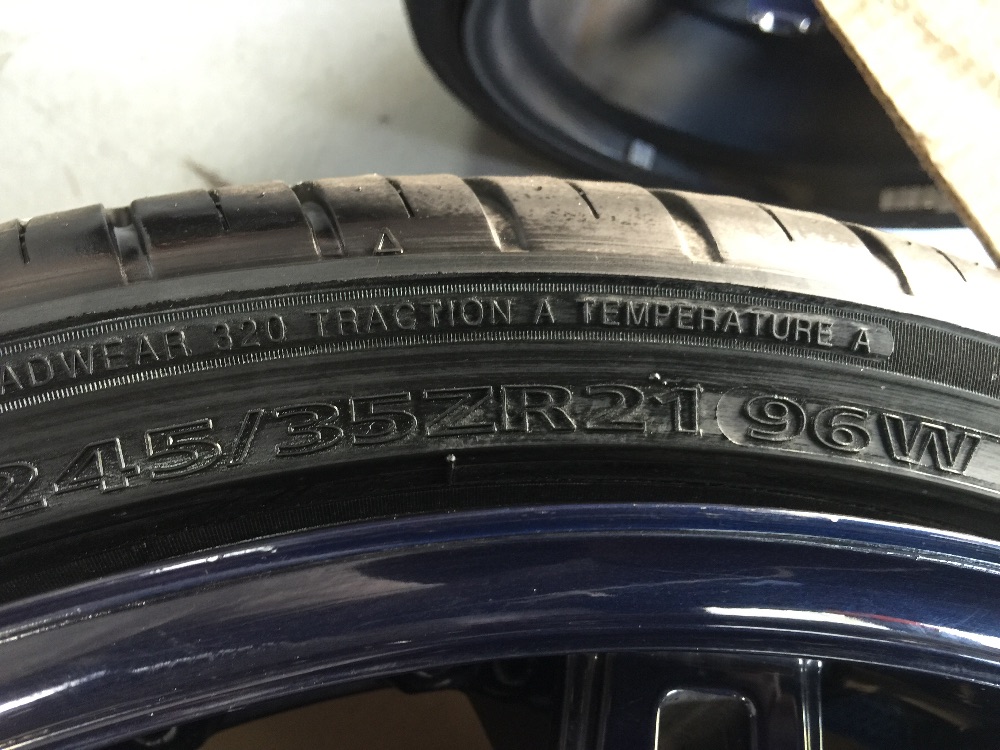 ADWEAR 320 TRACTION A TEMPERATURE A
245/35ZR21 96W